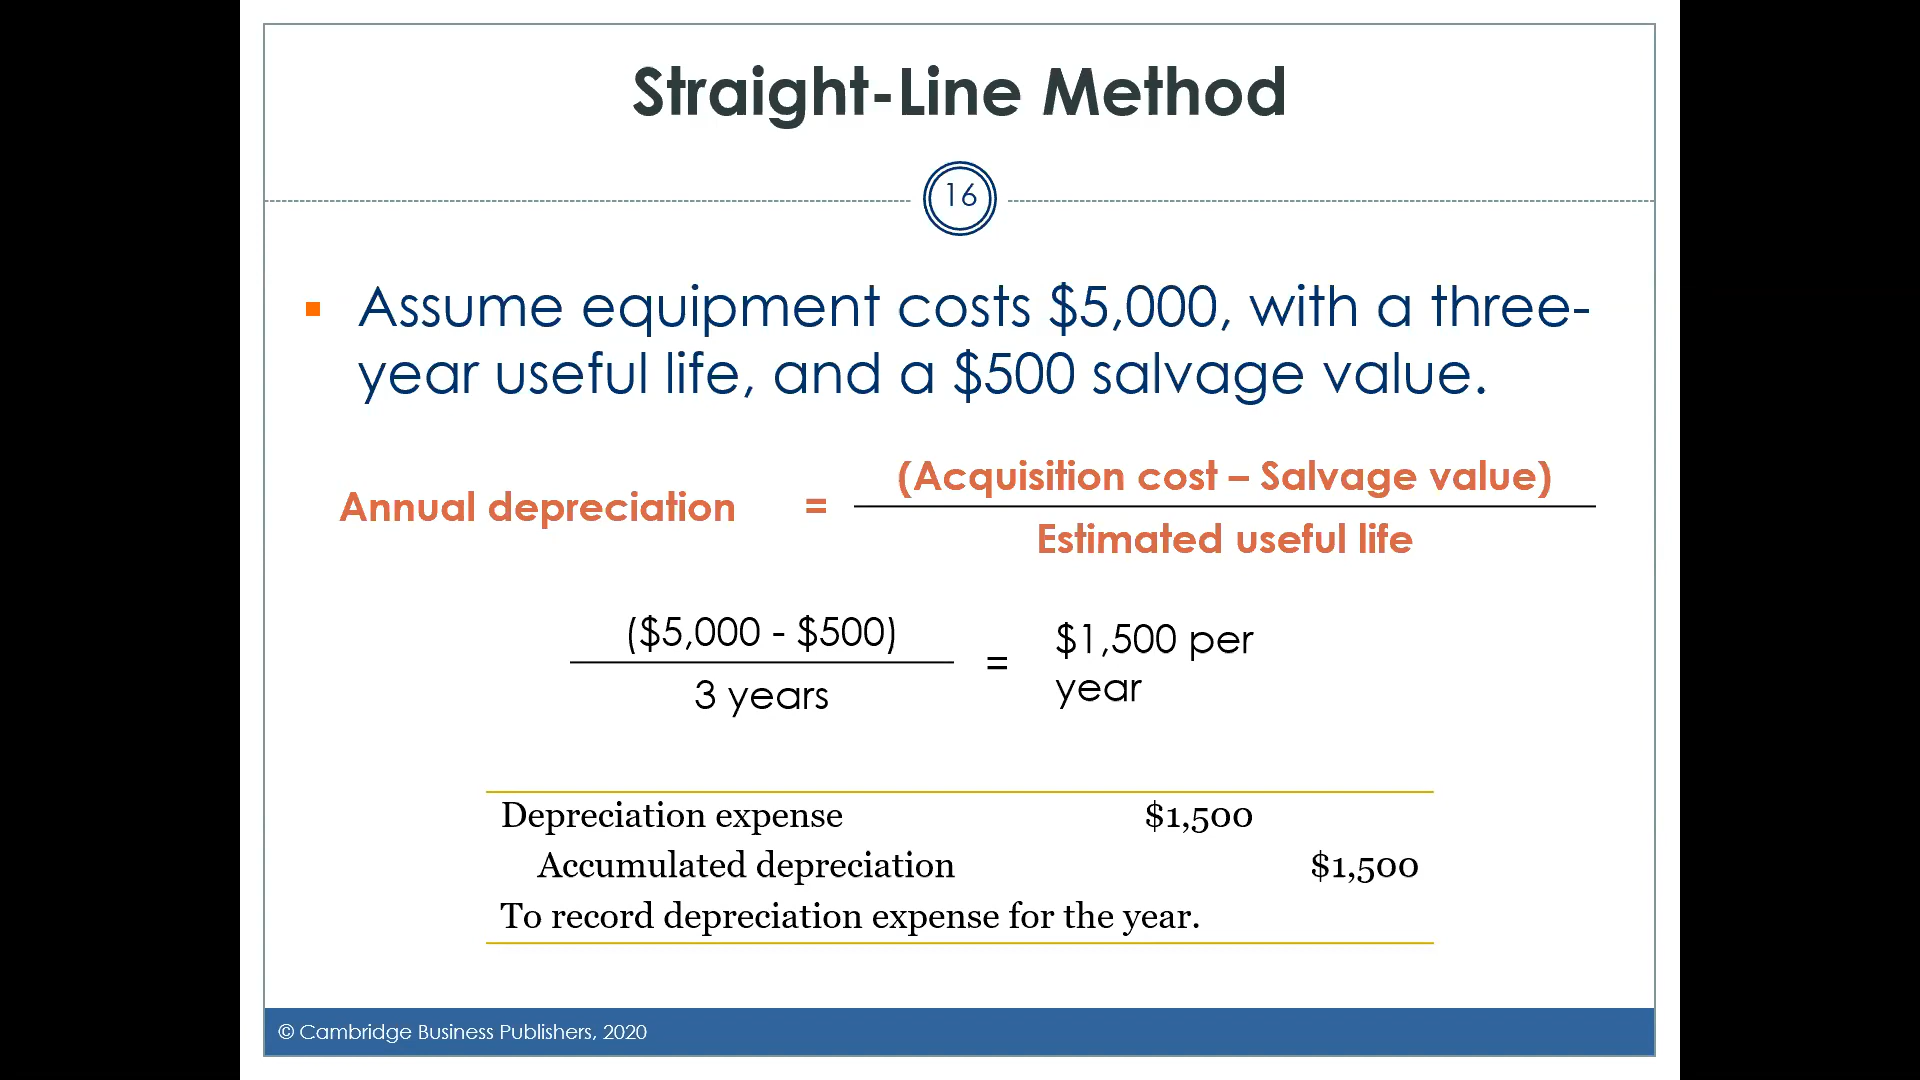 Straight-Line Method
16
▪ Assume equipment costs $5,000, with a three-
year useful life, and a $500 salvage value.
Annual depreciation = (Acquisition cost – Salvage value)
Estimated useful life
($5,000 - $500)
3 years
=
$1,500 per
year
Depreciation expense $1,500
Accumulated depreciation $1,500
To record depreciation expense for the year.
© Cambridge Business Publishers, 2020